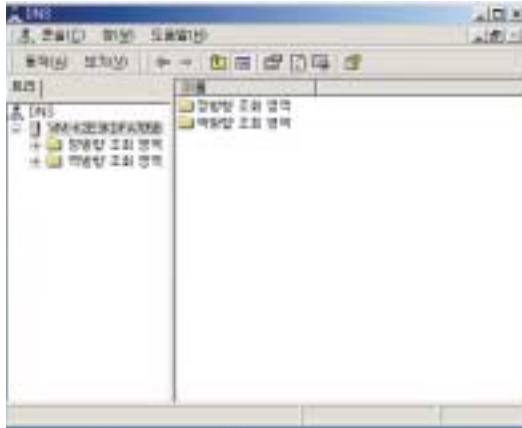 DNS
콘솔(C) 창(W) 도움말(H)
동작(A) 보기(V)
트리
이름
DNS
정방향 조회 영역
역방향 조회 영역
정방향 조회 영역
역방향 조회 영역